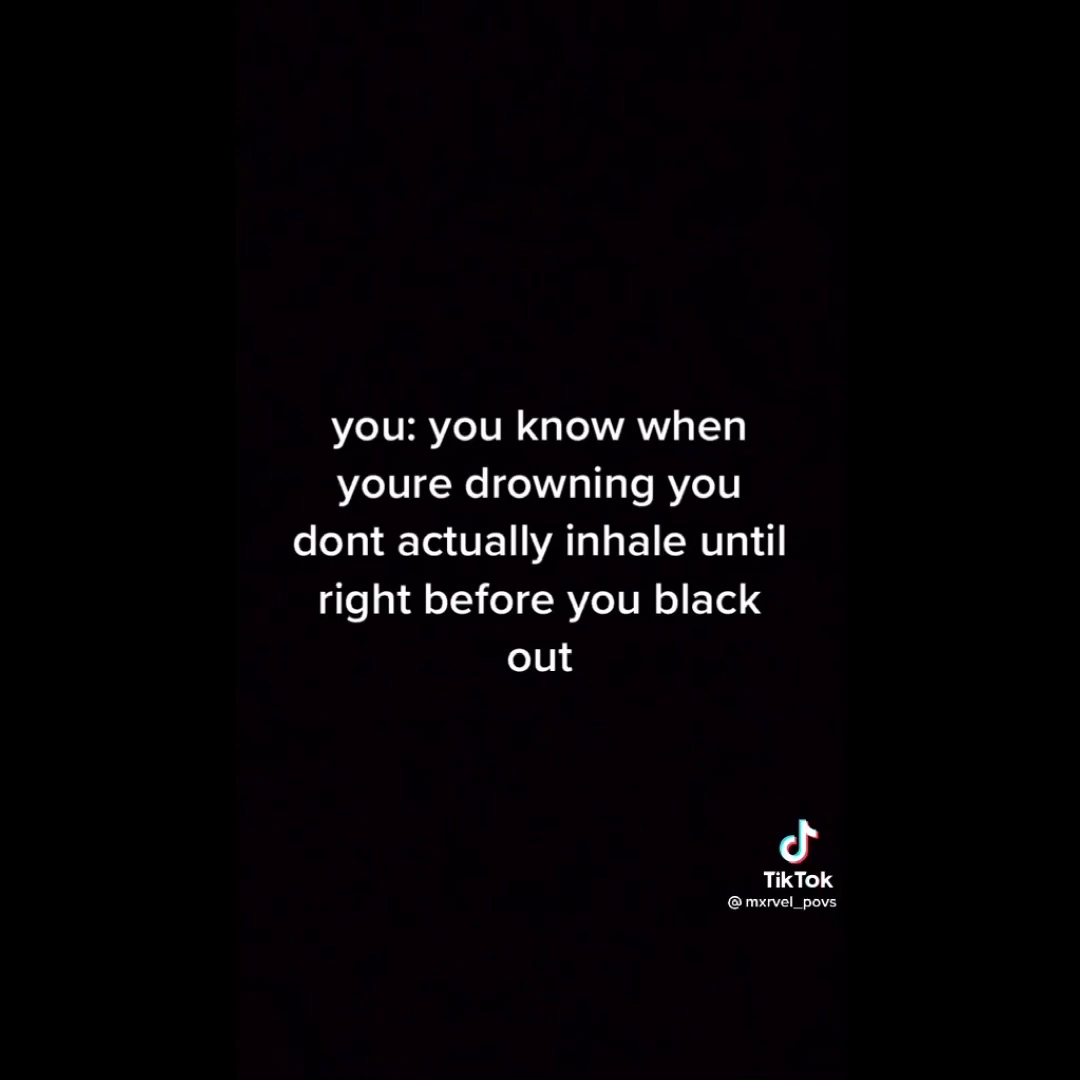 you: you know when
youre drowning you
dont actually inhale until
right before you black
out
TikTok
@mxrvel_povs